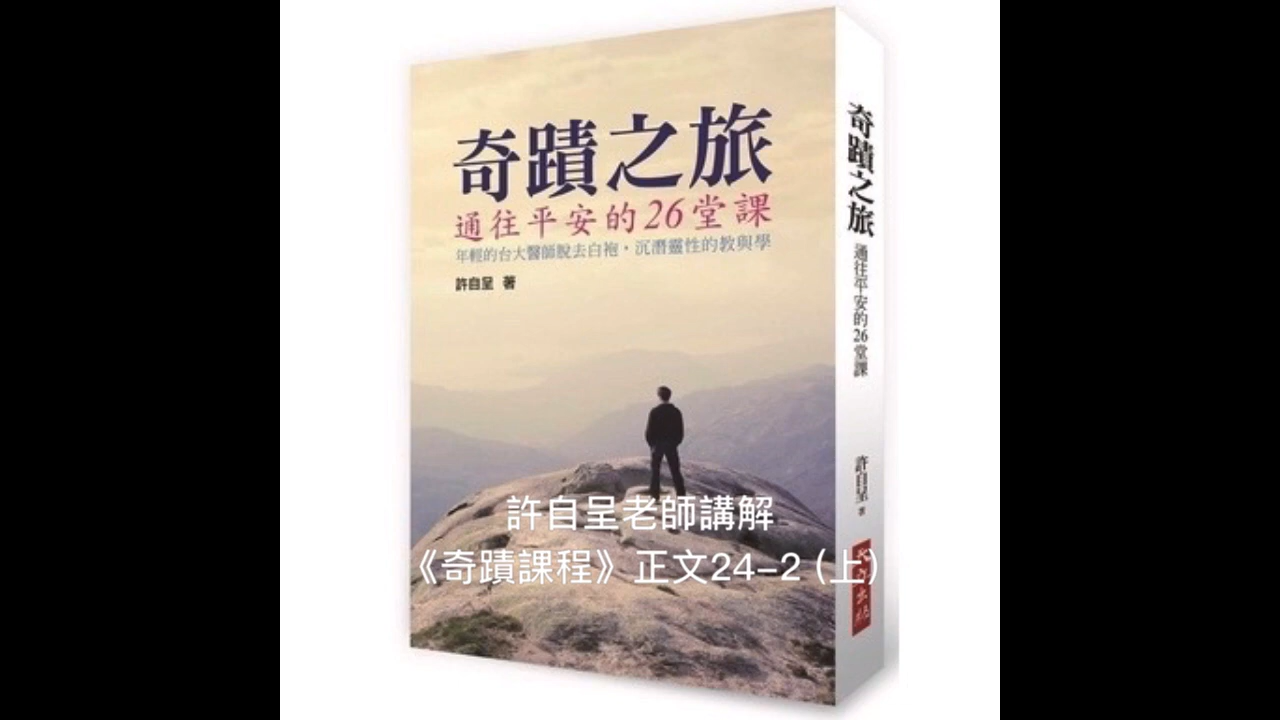 奇蹟之旅
通往平安的26堂課
年輕的台大醫師脫去白袍，沉潛靈性的教與學
許自呈 著
奇蹟之旅
通往平安的26堂課
許自呈 著
許自呈老師講解
《奇蹟課程》正文24-2（上）